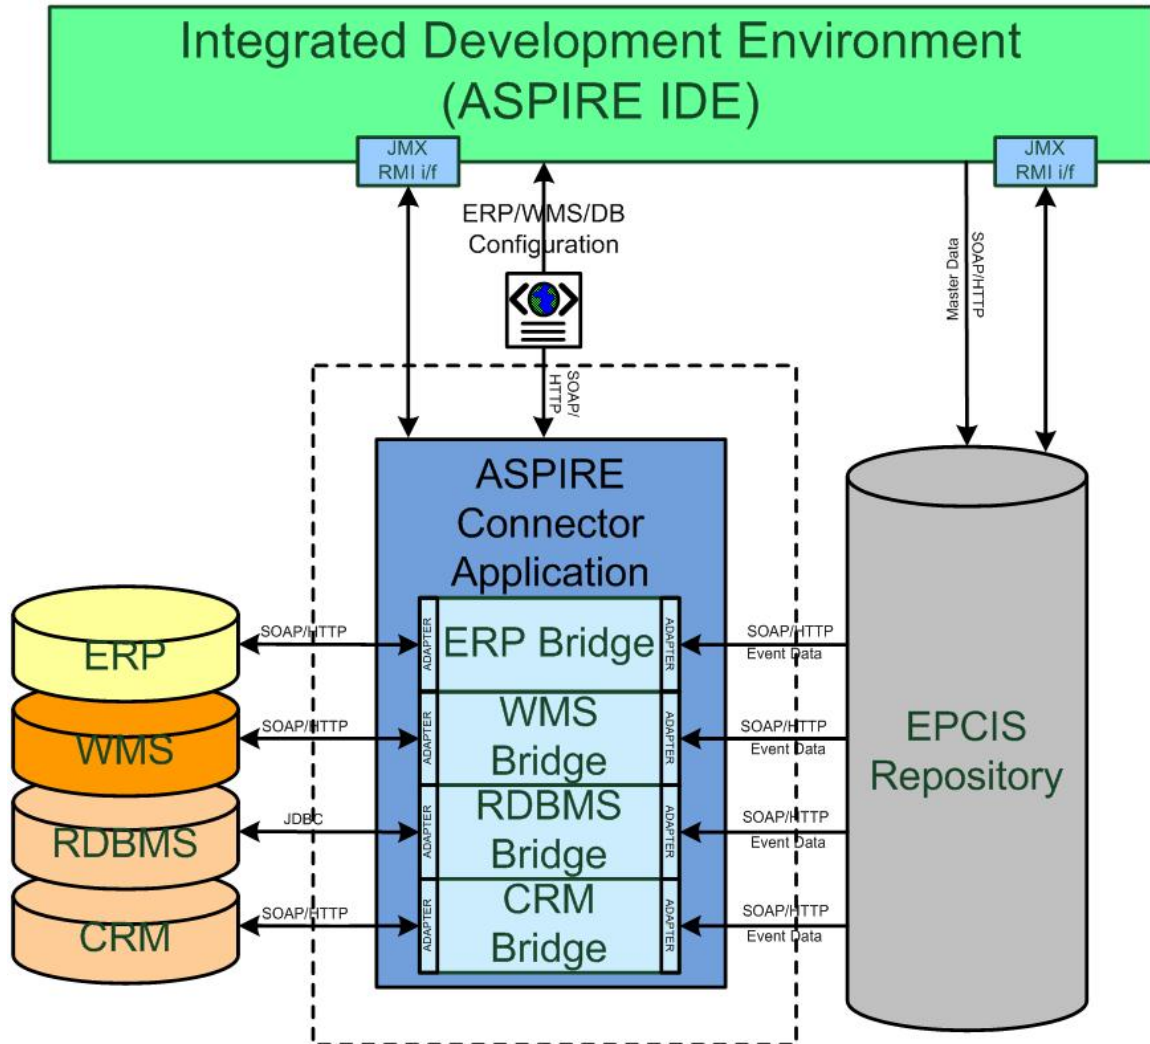 Integrated Development Environment
(ASPIRE IDE)
JMX
RMI i/f
JMX
RMI i/f
ERP/WMS/DB
Configuration
SOAP/
HTTP
Master Data
SOAP/HTTP
ASPIRE
Connector
Application
ERP
SOAP/HTTP
ADAPTER
ERP Bridge
ADAPTER
SOAP/HTTP
Event Data
WMS
SOAP/HTTP
ADAPTER
WMS
Bridge
ADAPTER
SOAP/HTTP
Event Data
RDBMS
JDBC
ADAPTER
RDBMS
Bridge
ADAPTER
SOAP/HTTP
Event Data
CRM
SOAP/HTTP
ADAPTER
CRM
Bridge
ADAPTER
SOAP/HTTP
Event Data
EPCIS
Repository